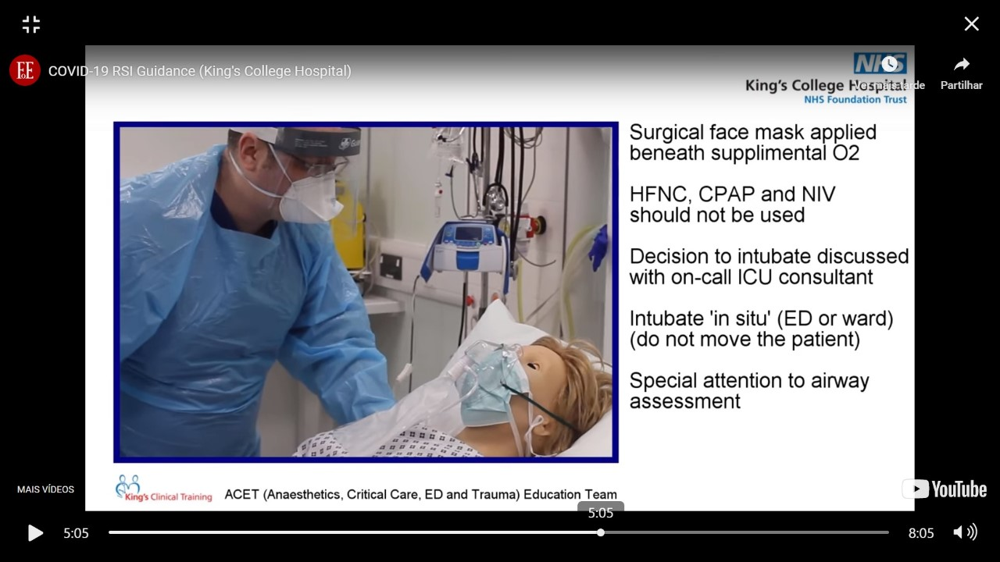 COVID-19 RSI Guidance (King's College Hospital)
NHS
King's College Hospital
NHS Foundation Trust
Ver mais tarde
Partilhar
Surgical face mask applied
beneath supplimental O2
HFNC, CPAP and NIV
should not be used
Decision to intubate discussed
with on-call ICU consultant
Intubate 'in situ' (ED or ward)
(do not move the patient)
Special attention to airway
assessment
King's Clinical Training
ACET (Anaesthetics, Critical Care, ED and Trauma) Education Team
MAIS VÍDEOS
YouTube
5:05
5:05
8:05